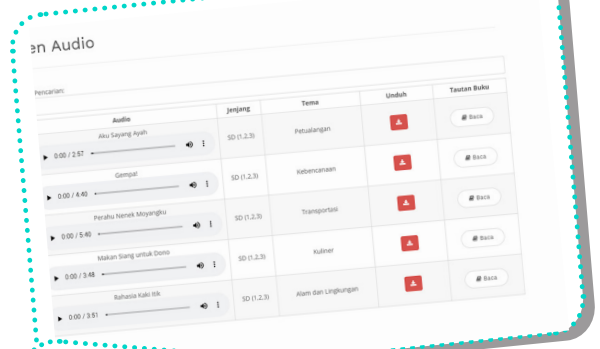 en Audio
Pencarian:
Audio Jenjang Tema Unduh Tautan Buku
Aku Sayang Ayah
0:00 / 2:57 SD (1,2,3) Petualangan Baca
Gempa!
0:00 / 4:40 SD (1,2,3) Kebencanaan Baca
Perahu Nenek Moyangku
0:00 / 5:40 SD (1,2,3) Transportasi Baca
Makan Siang untuk Dono
0:00 / 3:48 SD (1,2,3) Kuliner Baca
Rahasia Kaki Itik
0:00 / 3:51 SD (1,2,3) Alam dan Lingkungan Baca